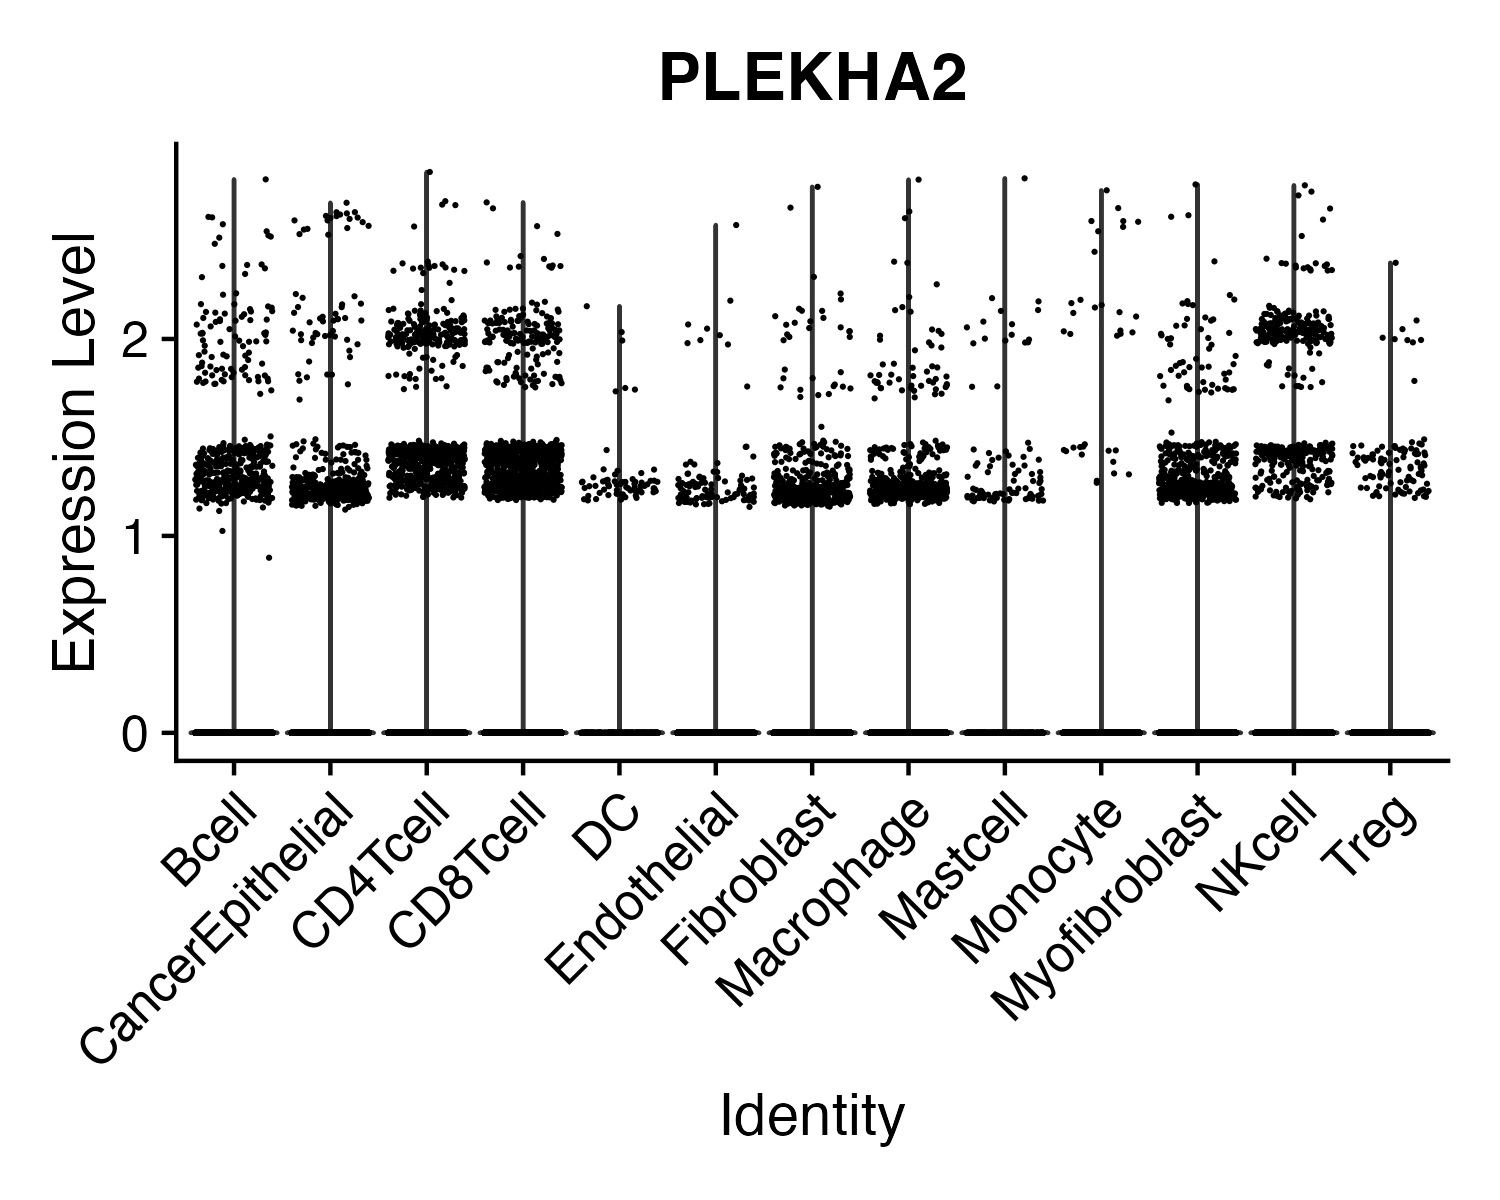 PLEKHA2
Expression Level
2
1
0
Bcell
CancerEpithelial
CD4Tcell
CD8Tcell
DC
Endothelial
Fibroblast
Macrophage
Mastcell
Monocyte
Myofibroblast
NKcell
Treg
Identity